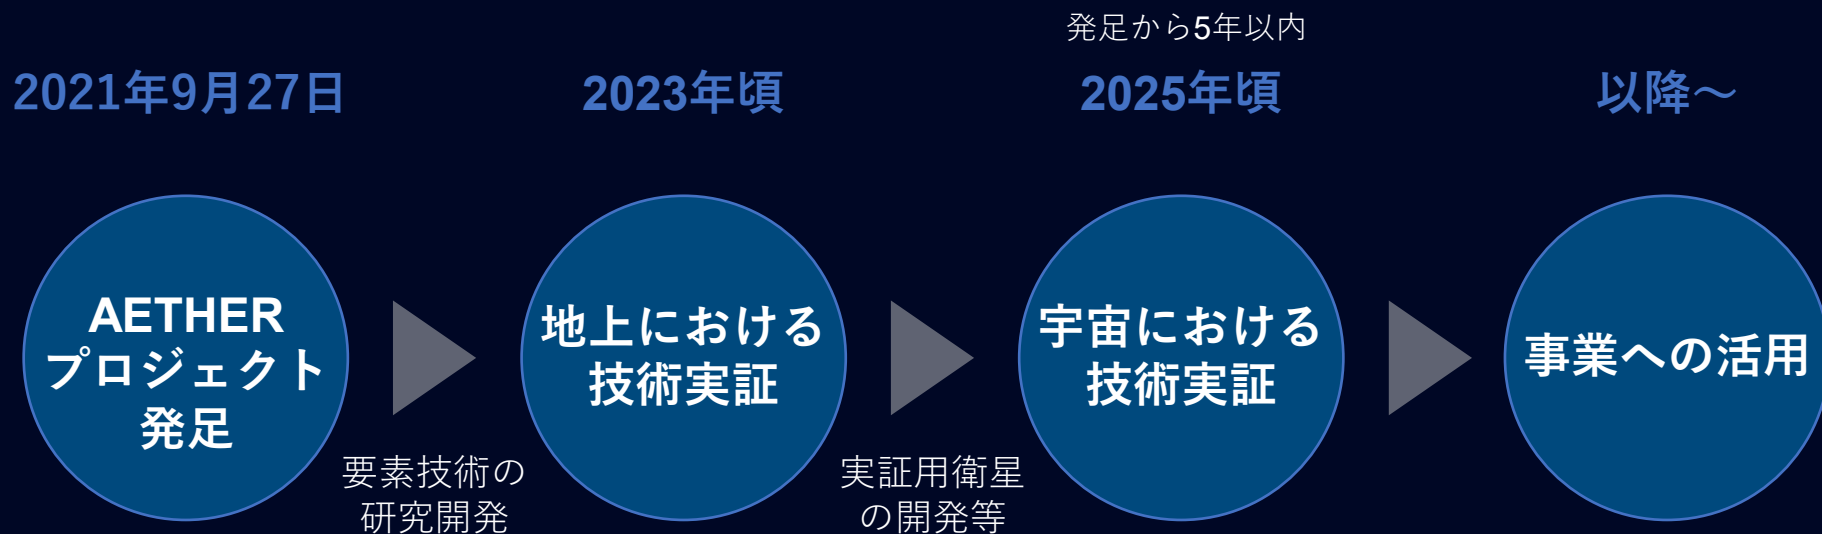 発足から5年以内
2021年9月27日
2023年頃
2025年頃
以降～
AETHER
プロジェクト
発足
地上における
技術実証
宇宙における
技術実証
事業への活用
要素技術の
研究開発
実証用衛星
の開発等